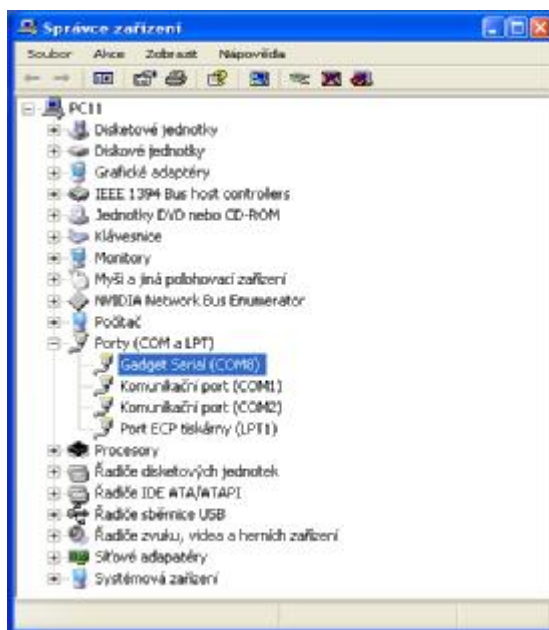 Správce zařízení
Soubor Akce Zobrazit Nápověda
PC11
Disketové jednotky
Diskové jednotky
Grafické adaptéry
IEEE 1394 Bus host controllers
Jednotky DVD nebo CD-ROM
Klávesnice
Monitory
Myši a jiná polohovací zařízení
NVIDIA Network Bus Enumerator
Počítač
Porty (COM a LPT)
Gadget Serial (COM8)
Komunikační port (COM1)
Komunikační port (COM2)
Port ECP tiskárny (LPT1)
Procesory
Řadiče disketových jednotek
Řadiče IDE ATA/ATAPI
Řadiče sběrnice USB
Řadiče zvuku, videa a herních zařízení
Síťové adaptéry
Systémová zařízení